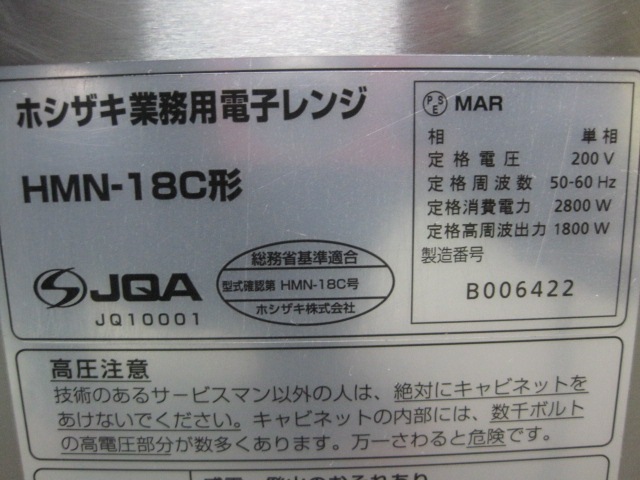 ホシザキ業務用電子レンジ
HMN-18C形
JQA
JQ10001
総務省基準適合
型式確認第 HMN-18C号
ホシザキ株式会社
PSE MAR
相 単相
定格電圧 200 V
定格周波数 50-60 Hz
定格消費電力 2800 W
定格高周波出力 1800 W
製造番号
B006422
高圧注意
技術のあるサービスマン以外の人は、絶対にキャビネットを
あけないでください。キャビネットの内部には、数千ボルト
の高電圧部分が数多くあります。万一さわると危険です。